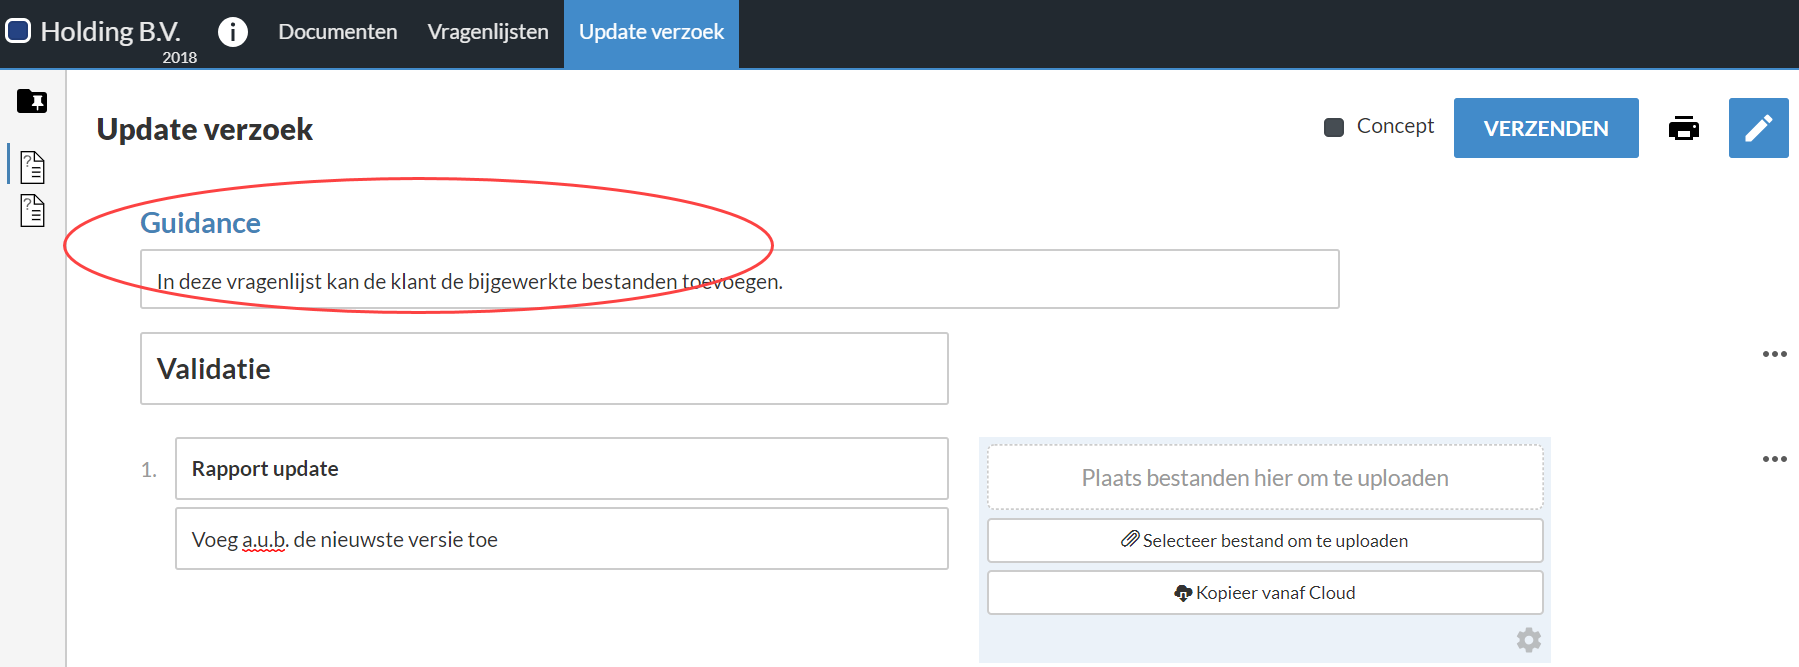 Holding B.V.
2018
Documenten
Vragenlijsten
Update verzoek
Update verzoek
Concept
VERZENDEN
Guidance
In deze vragenlijst kan de klant de bijgewerkte bestanden toevoegen.
Validatie
1.
Rapport update
Voeg a.u.b. de nieuwste versie toe
Plaats bestanden hier om te uploaden
Selecteer bestand om te uploaden
Kopieer vanaf Cloud